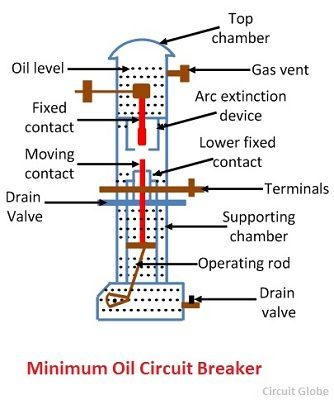 Top
chamber
Oil level
Gas vent
Fixed
contact
Arc extinction
device
Moving
contact
Lower fixed
contact
Drain
Valve
Terminals
Supporting
chamber
Operating rod
Drain
valve
Minimum Oil Circuit Breaker
Circuit Globe